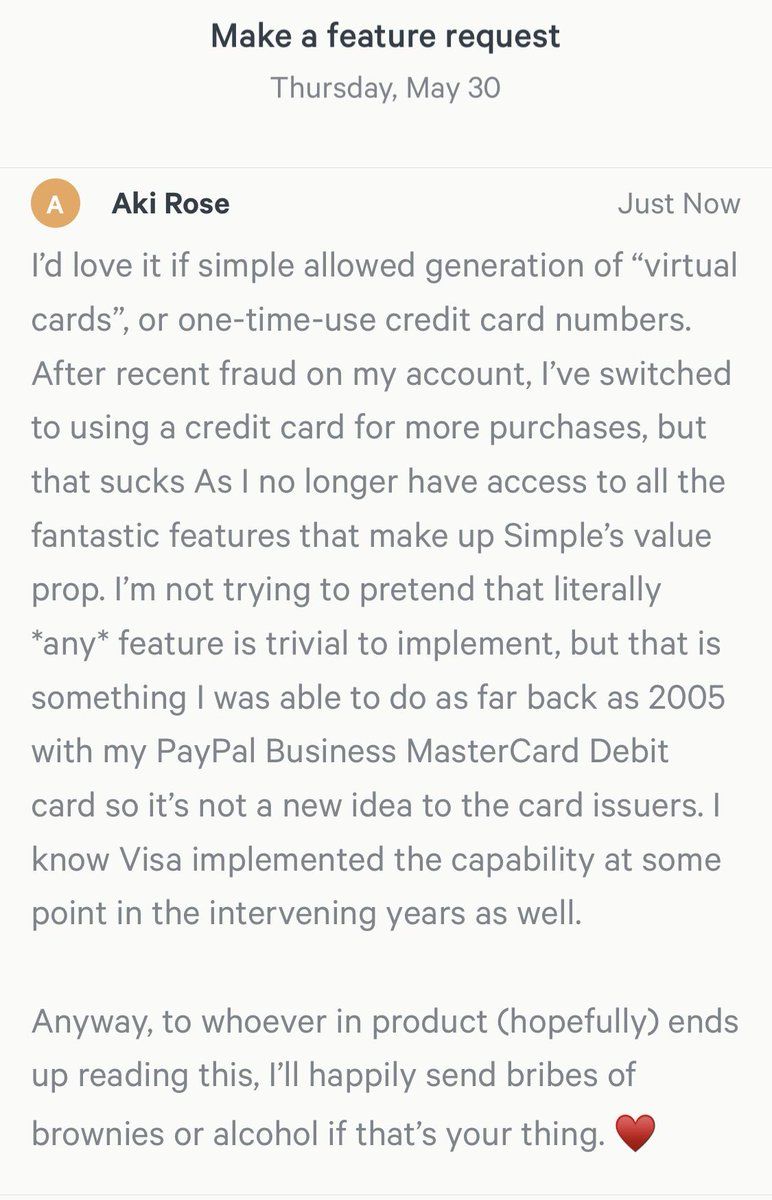 Make a feature request
Thursday, May 30
A
Aki Rose
Just Now
I’d love it if simple allowed generation of “virtual
cards”, or one-time-use credit card numbers.
After recent fraud on my account, I’ve switched
to using a credit card for more purchases, but
that sucks As I no longer have access to all the
fantastic features that make up Simple’s value
prop. I’m not trying to pretend that literally
*any* feature is trivial to implement, but that is
something I was able to do as far back as 2005
with my PayPal Business MasterCard Debit
card so it’s not a new idea to the card issuers. I
know Visa implemented the capability at some
point in the intervening years as well.
Anyway, to whoever in product (hopefully) ends
up reading this, I’ll happily send bribes of
brownies or alcohol if that’s your thing. ♥️